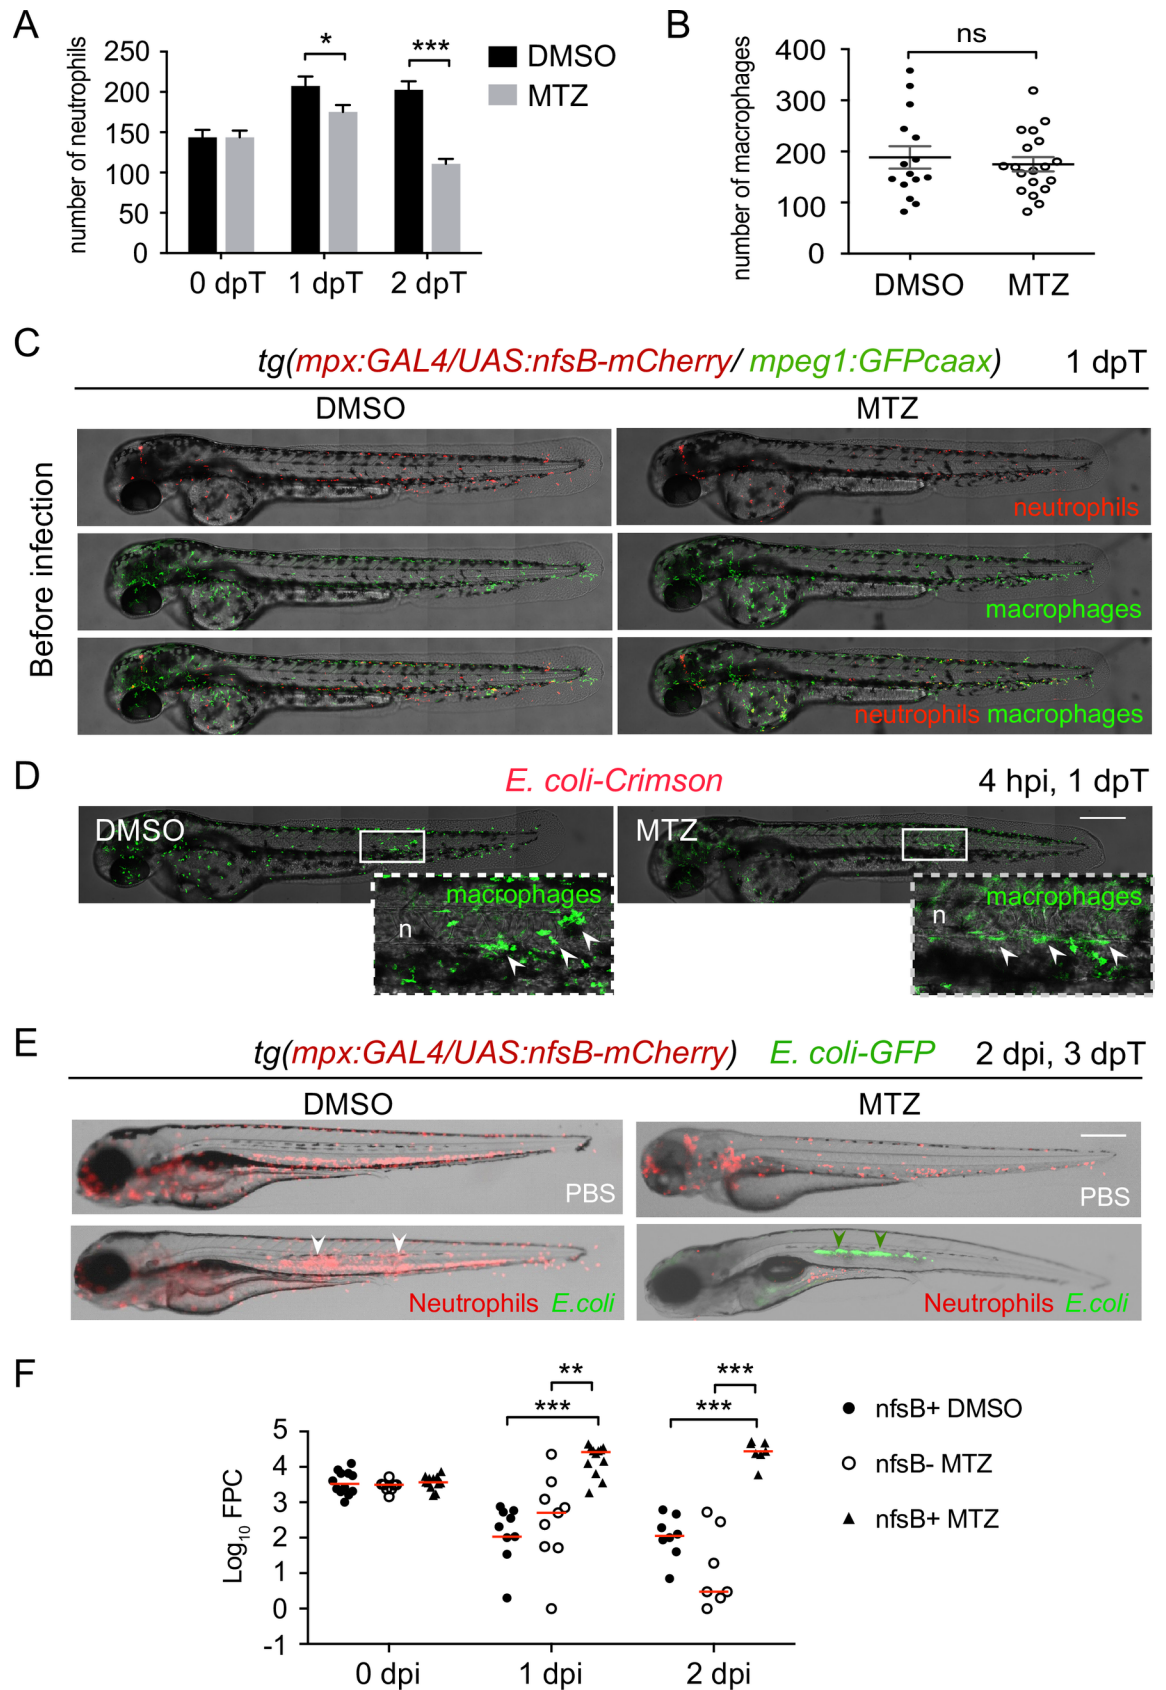 A
number of neutrophils
250
200
150
100
50
0
*
***
DMSO
MTZ
0 dpT
1 dpT
2 dpT
B
number of macrophages
400
300
200
100
0
ns
DMSO
MTZ
C
tg(mpx:GAL4/UAS:nfsB-mCherry/ mpeg1:GFPcaax)
1 dpT
DMSO
MTZ
Before infection
neutrophils
macrophages
neutrophils macrophages
D
E. coli-Crimson
4 hpi, 1 dpT
DMSO
MTZ
macrophages
n
macrophages
n
E
tg(mpx:GAL4/UAS:nfsB-mCherry)
E. coli-GFP
2 dpi, 3 dpT
DMSO
MTZ
PBS
PBS
Neutrophils E.coli
Neutrophils E.coli
F
Log10 FPC
5
4
3
2
1
0
-1
**
***
***
***
0 dpi
1 dpi
2 dpi
nfsB+ DMSO
nfsB- MTZ
nfsB+ MTZ